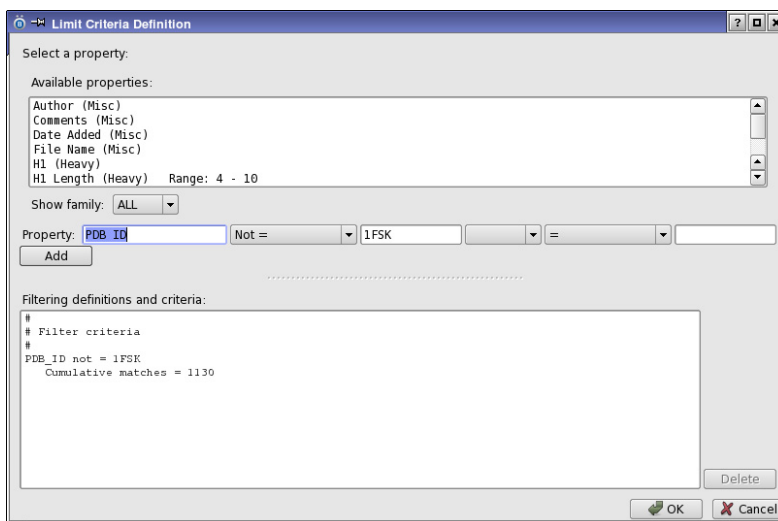 Limit Criteria Definition
Select a property:
Available properties:
Author (Misc)
Comments (Misc)
Date Added (Misc)
File Name (Misc)
H1 (Heavy)
H1 Length (Heavy)   Range: 4 - 10
Show family: ALL
Property: PDB_ID Not = 1FSK =
Add
Filtering definitions and criteria:
#
# Filter criteria
#
PDB_ID not = 1FSK
   Cumulative matches = 1130
Delete
OK Cancel